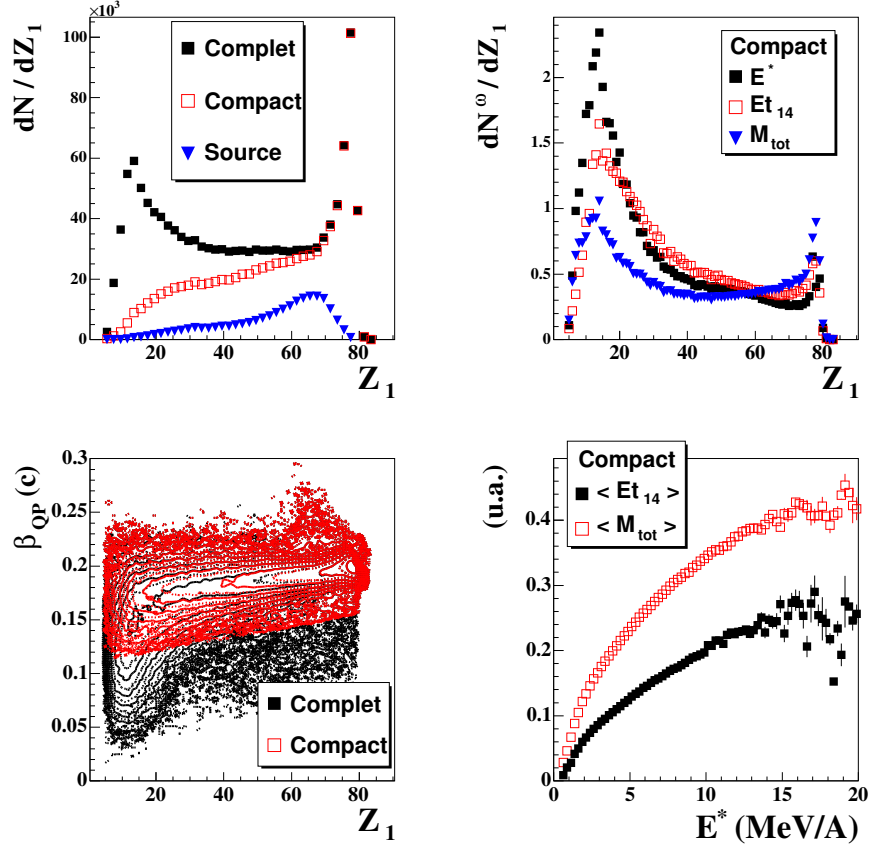 ×10³
dN / dZ₁
100
80
60
40
20
0
20 40 60 80
Z₁
Complet
Compact
Source
dN^ω / dZ₁
2
1.5
1
0.5
0
20 40 60 80
Z₁
Compact
E*
Et₁₄
M_tot
β_QP (c)
0.3
0.25
0.2
0.15
0.1
0.05
0
20 40 60 80
Z₁
Complet
Compact
(u.a.)
0.4
0.3
0.2
0.1
0
0 5 10 15 20
E* (MeV/A)
Compact
< Et₁₄ >
< M_tot >